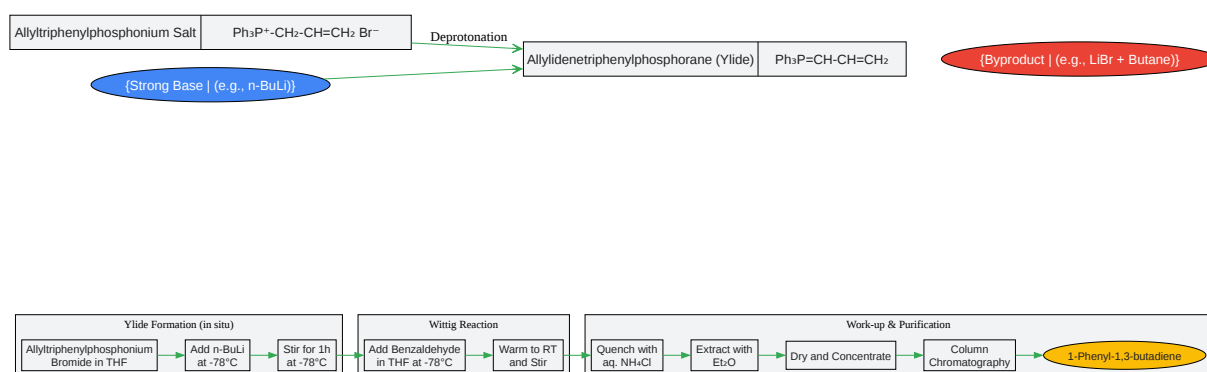 Allyltriphenylphosphonium Salt
Ph₃P⁺-CH₂-CH=CH₂ Br⁻
Deprotonation
{Strong Base | (e.g., n-BuLi)}
Allylidenetriphenylphosphorane (Ylide)
Ph₃P=CH-CH=CH₂
{Byproduct | (e.g., LiBr + Butane)}
Ylide Formation (in situ)
Allyltriphenylphosphonium
Bromide in THF
Add n-BuLi
at -78°C
Stir for 1h
at -78°C
Wittig Reaction
Add Benzaldehyde
in THF at -78°C
Warm to RT
and Stir
Work-up & Purification
Quench with
aq. NH₄Cl
Extract with
Et₂O
Dry and Concentrate
Column
Chromatography
1-Phenyl-1,3-butadiene